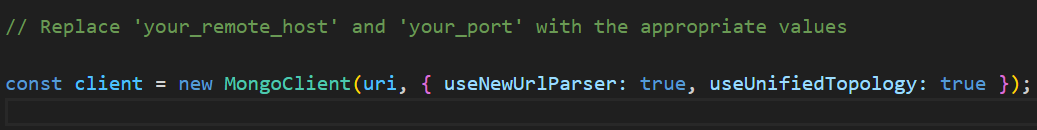 // Replace 'your_remote_host' and 'your_port' with the appropriate values
const client = new MongoClient(uri, { useNewUrlParser: true, useUnifiedTopology: true });